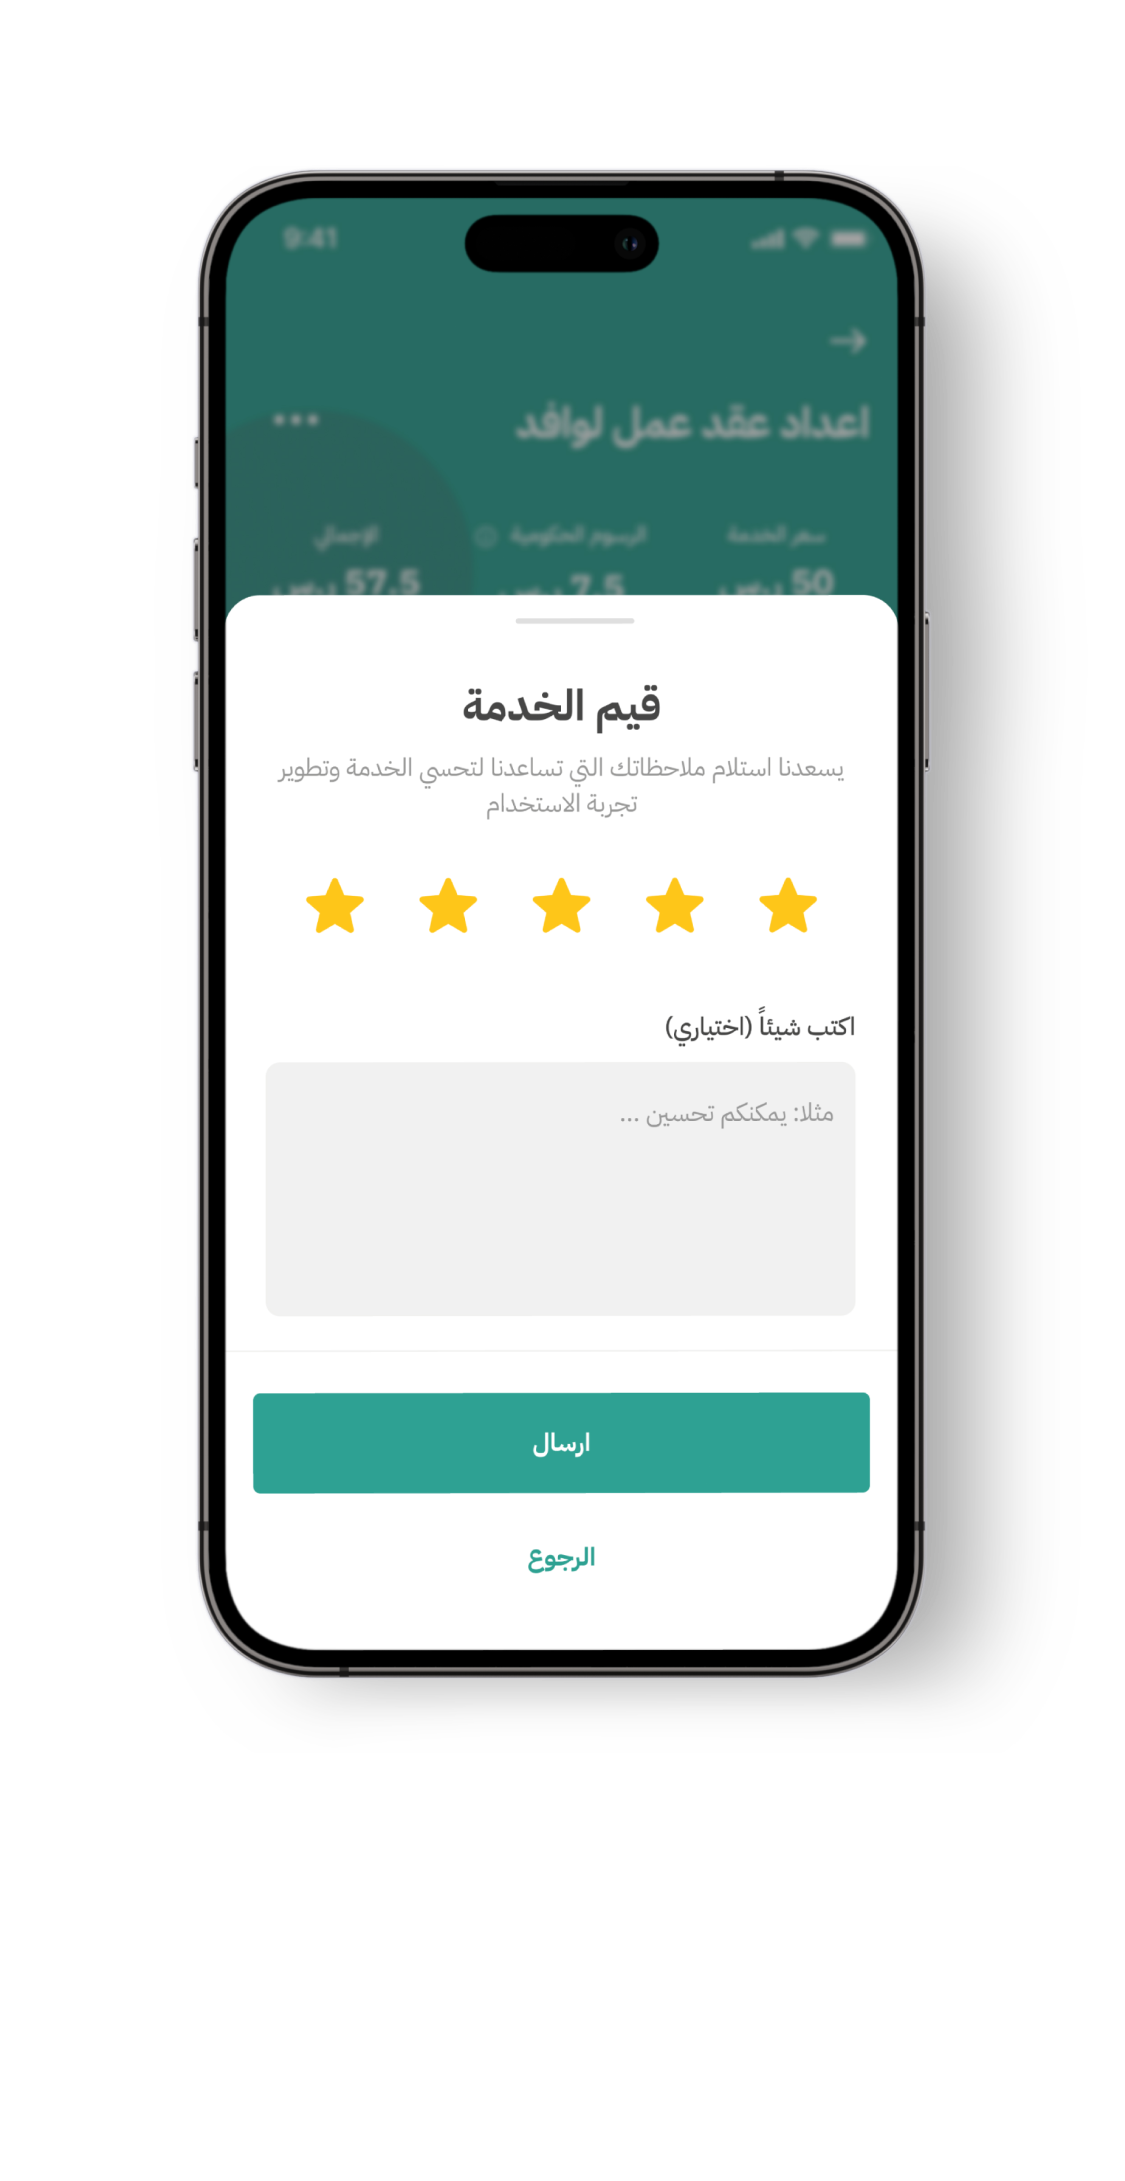 9:41
اعداد عقد عمل لوافد
سعر الخدمة
الرسوم الحكومية
الإجمالي
50 ر.س
7.5 ر.س
57.5 ر.س
قيم الخدمة
يسعدنا استلام ملاحظاتك التي تساعدنا لتحسي الخدمة وتطوير
تجربة الاستخدام
اكتب شيئاً (اختياري)
مثلا: يمكنكم تحسين ...
ارسال
الرجوع